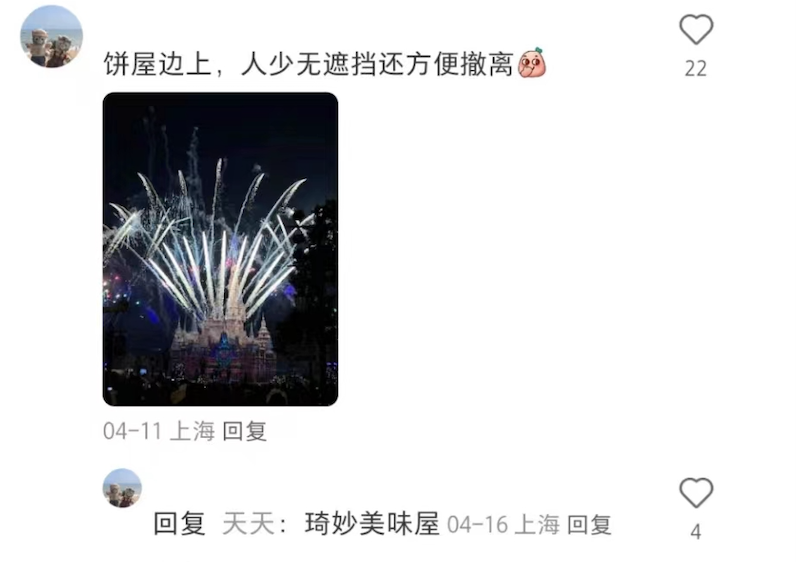 饼屋边上，人少无遮挡还方便撤离
22
04-11 上海 回复
回复 天天：琦妙美味屋 04-16 上海 回复
4